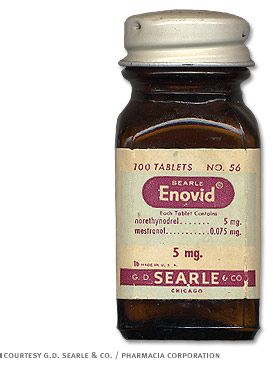 100 TABLETS NO. 56
SEARLE
Enovid®
Each Tablet Contains
norethynodrel........ 5 mg.
mestranol..........0.075 mg.
5 mg.
lb MADE IN U. S. A.
G. D. SEARLE & CO.
CHICAGO
COURTESY G.D. SEARLE & CO. / PHARMACIA CORPORATION